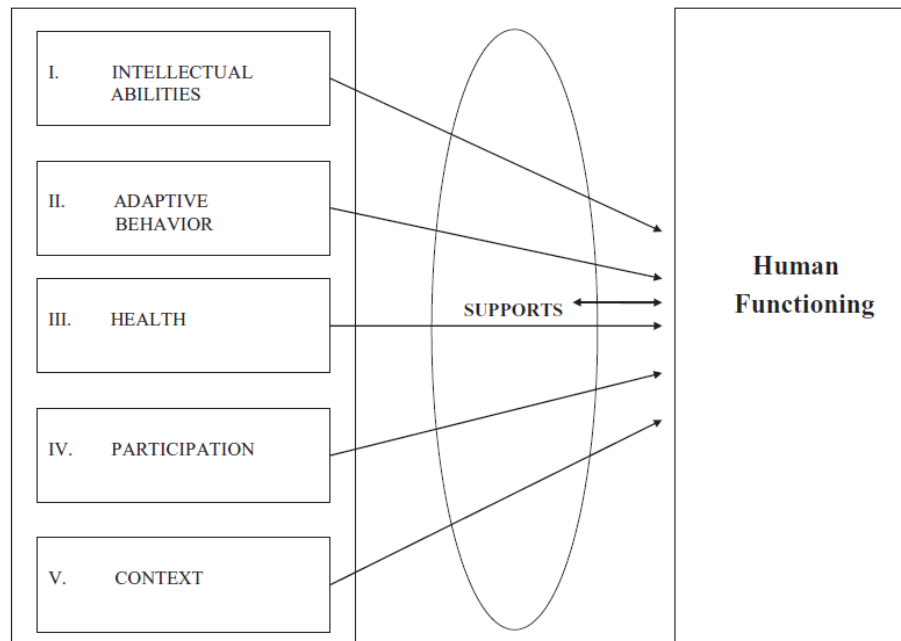 I. INTELLECTUAL
ABILITIES
II. ADAPTIVE
BEHAVIOR
III. HEALTH
IV. PARTICIPATION
V. CONTEXT
SUPPORTS
Human
Functioning